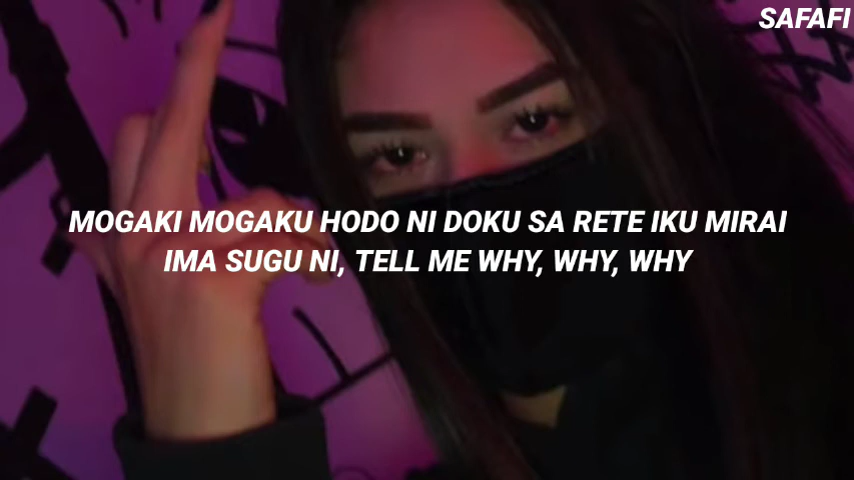 SAFAFI
MOGAKI MOGAKU HODO NI DOKU SA RETE IKU MIRAI
IMA SUGU NI, TELL ME WHY, WHY, WHY